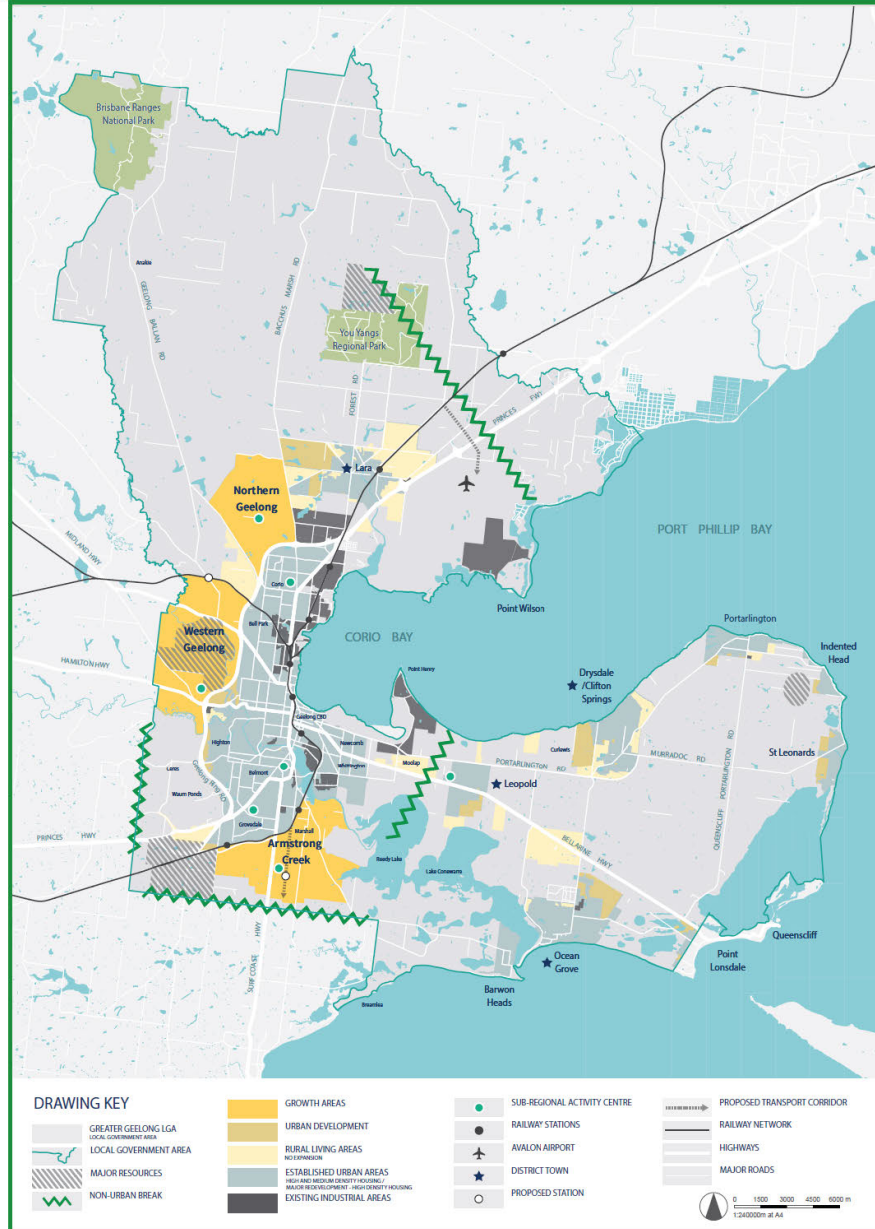 Brisbane Ranges
National Park
Anakie
GEELONG BALLAN RD
BACCHUS MARSH RD
You Yangs
Regional Park
FOREST RD
PRINCES FWY
Lara
Northern
Geelong
MIDLAND HWY
Corio
PORT PHILLIP BAY
Point Wilson
Bell Park
CORIO BAY
Western
Geelong
Portarlington
Indented
Head
HAMILTON HWY
Point Henry
Drysdale
/Clifton
Springs
Geelong CBD
Highton
Newcomb
Curlewis
MURRADOC RD
St Leonards
Whittington
Moolap
PORTARLINGTON RD
QUEENSCLIFF PORTARLINGTON RD
Ceres
Geelong Ring RD
Belmont
Leopold
Waurn Ponds
Grovedale
Marshall
PRINCES HWY
BELLARINE HWY
Armstrong
Creek
Reedy Lake
Lake Connewarre
SURF COAST HWY
Queenscliff
Point
Lonsdale
Ocean
Grove
Barwon
Heads
Breamlea
DRAWING KEY
GREATER GEELONG LGA
LOCAL GOVERNMENT AREA
LOCAL GOVERNMENT AREA
MAJOR RESOURCES
NON-URBAN BREAK
GROWTH AREAS
URBAN DEVELOPMENT
RURAL LIVING AREAS
NO EXPANSION
ESTABLISHED URBAN AREAS
HIGH AND MEDIUM DENSITY HOUSING /
MAJOR REDEVELOPMENT - HIGH DENSITY HOUSING
EXISTING INDUSTRIAL AREAS
SUB-REGIONAL ACTIVITY CENTRE
RAILWAY STATIONS
AVALON AIRPORT
DISTRICT TOWN
PROPOSED STATION
PROPOSED TRANSPORT CORRIDOR
RAILWAY NETWORK
HIGHWAYS
MAJOR ROADS
0 1500 3000 4500 6000 m
1:240000m at A4